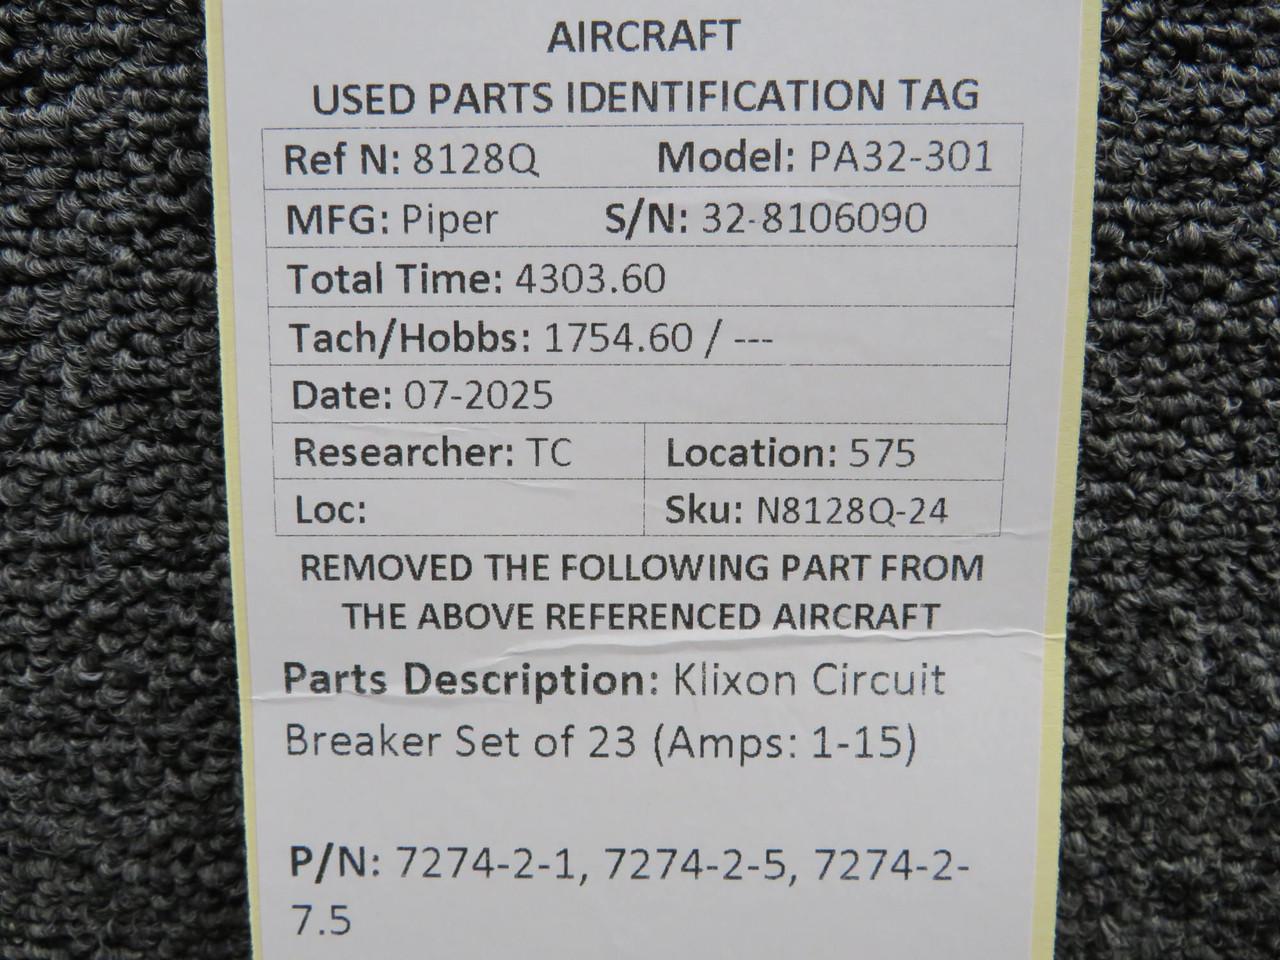 AIRCRAFT
USED PARTS IDENTIFICATION TAG
Ref N: 8128Q Model: PA32-301
MFG: Piper S/N: 32-8106090
Total Time: 4303.60
Tach/Hobbs: 1754.60 / ---
Date: 07-2025
Researcher: TC Location: 575
Loc: Sku: N8128Q-24
REMOVED THE FOLLOWING PART FROM
THE ABOVE REFERENCED AIRCRAFT
Parts Description: Klixon Circuit
Breaker Set of 23 (Amps: 1-15)
P/N: 7274-2-1, 7274-2-5, 7274-2-
7.5